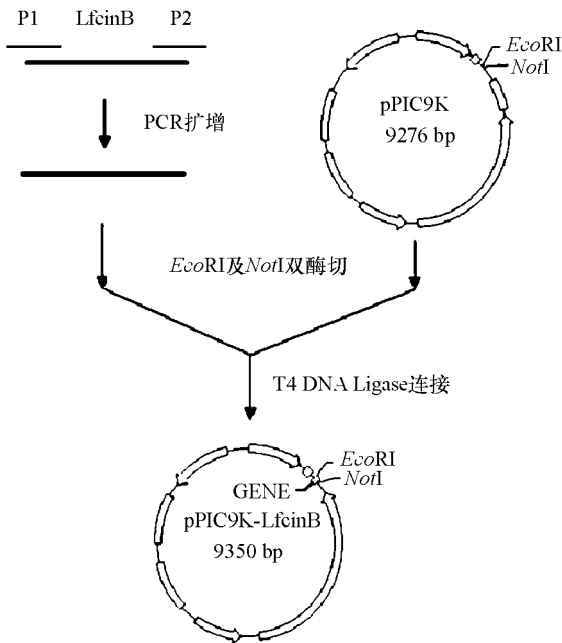 P1 LfcinB P2
EcoRI
NotI
pPIC9K
9276 bp
PCR扩增
EcoRI及NotI双酶切
T4 DNA Ligase连接
EcoRI
NotI
GENE
pPIC9K-LfcinB
9350 bp